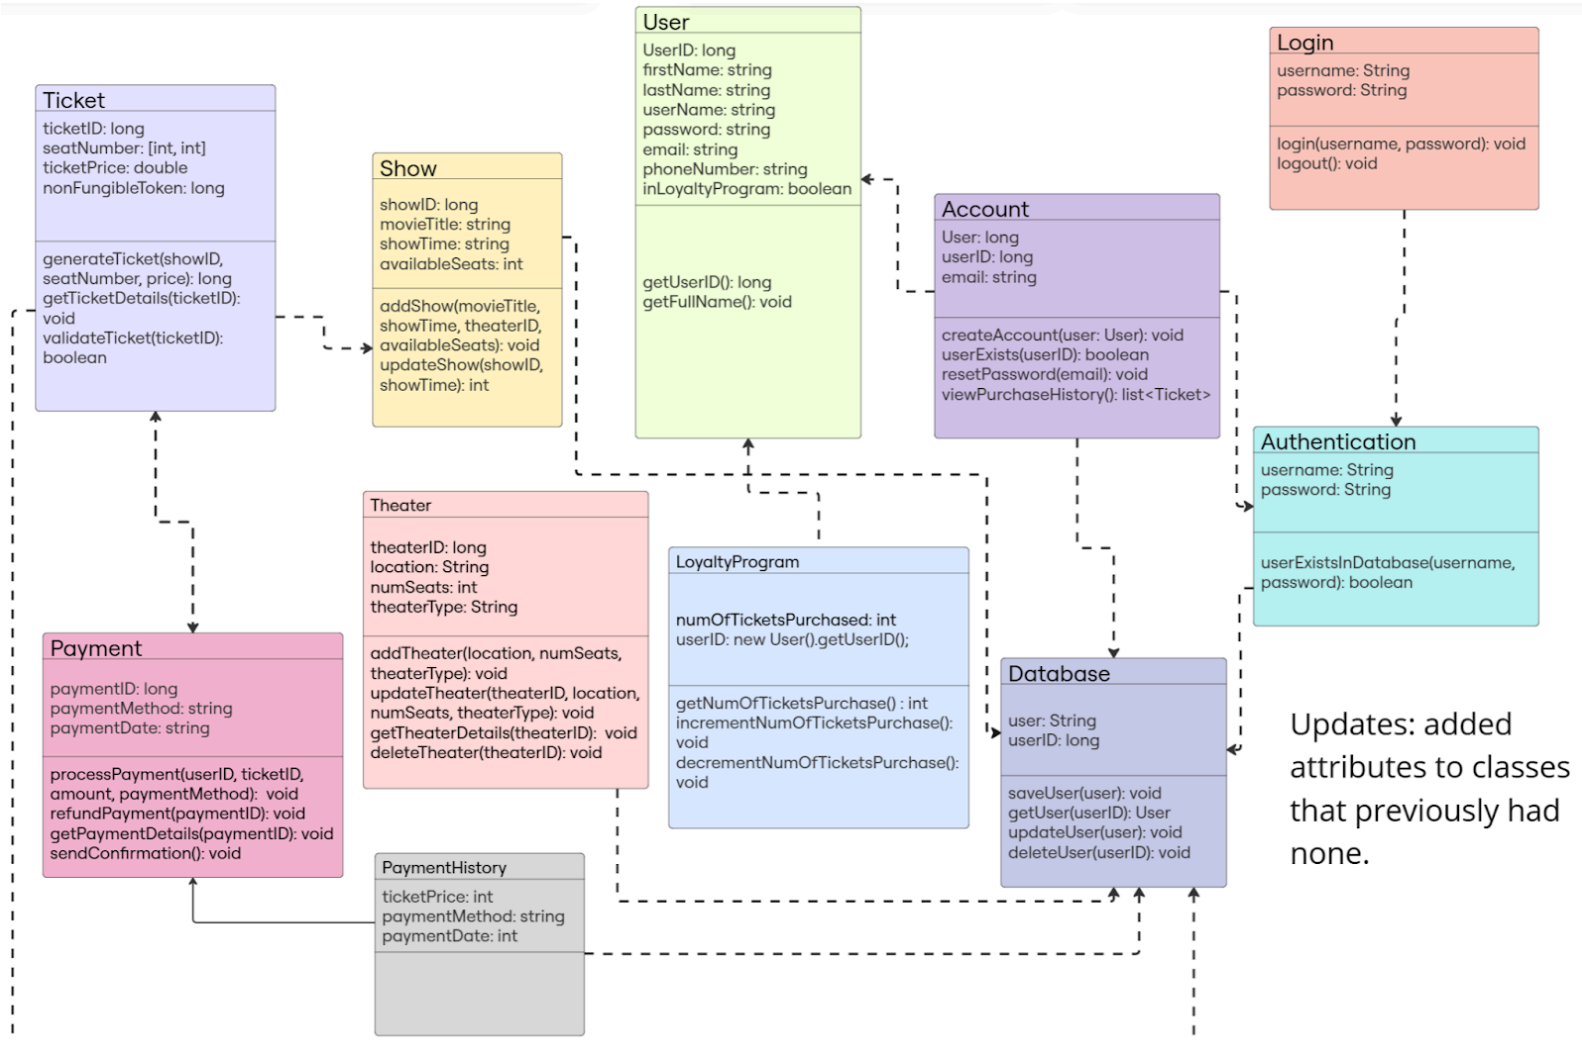 User
UserID: long
firstName: string
lastName: string
userName: string
password: string
email: string
phoneNumber: string
inLoyaltyProgram: boolean
getUserID(): long
getFullName(): void
Login
username: String
password: String
login(username, password): void
logout(): void
Ticket
ticketID: long
seatNumber: [int, int]
ticketPrice: double
nonFungibleToken: long
generateTicket(showID,
seatNumber, price): long
getTicketDetails(ticketID):
void
validateTicket(ticketID):
boolean
Show
showID: long
movieTitle: string
showTime: string
availableSeats: int
addShow(movieTitle,
showTime, theaterID,
availableSeats): void
updateShow(showID,
showTime): int
Account
User: long
userID: long
email: string
createAccount(user: User): void
userExists(userID): boolean
resetPassword(email): void
viewPurchaseHistory(): list<Ticket>
Authentication
username: String
password: String
userExistsInDatabase(username,
password): boolean
Theater
theaterID: long
location: String
numSeats: int
theaterType: String
addTheater(location, numSeats,
theaterType): void
updateTheater(theaterID, location,
numSeats, theaterType): void
getTheaterDetails(theaterID): void
deleteTheater(theaterID): void
LoyaltyProgram
numOfTicketsPurchased: int
userID: new User().getUserID();
getNumOfTicketsPurchase() : int
incrementNumOfTicketsPurchase():
void
decrementNumOfTicketsPurchase():
void
Payment
paymentID: long
paymentMethod: string
paymentDate: string
processPayment(userID, ticketID,
amount, paymentMethod): void
refundPayment(paymentID): void
getPaymentDetails(paymentID): void
sendConfirmation(): void
Database
user: String
userID: long
saveUser(user): void
getUser(userID): User
updateUser(user): void
deleteUser(userID): void
Updates: added
attributes to classes
that previously had
none.
PaymentHistory
ticketPrice: int
paymentMethod: string
paymentDate: int